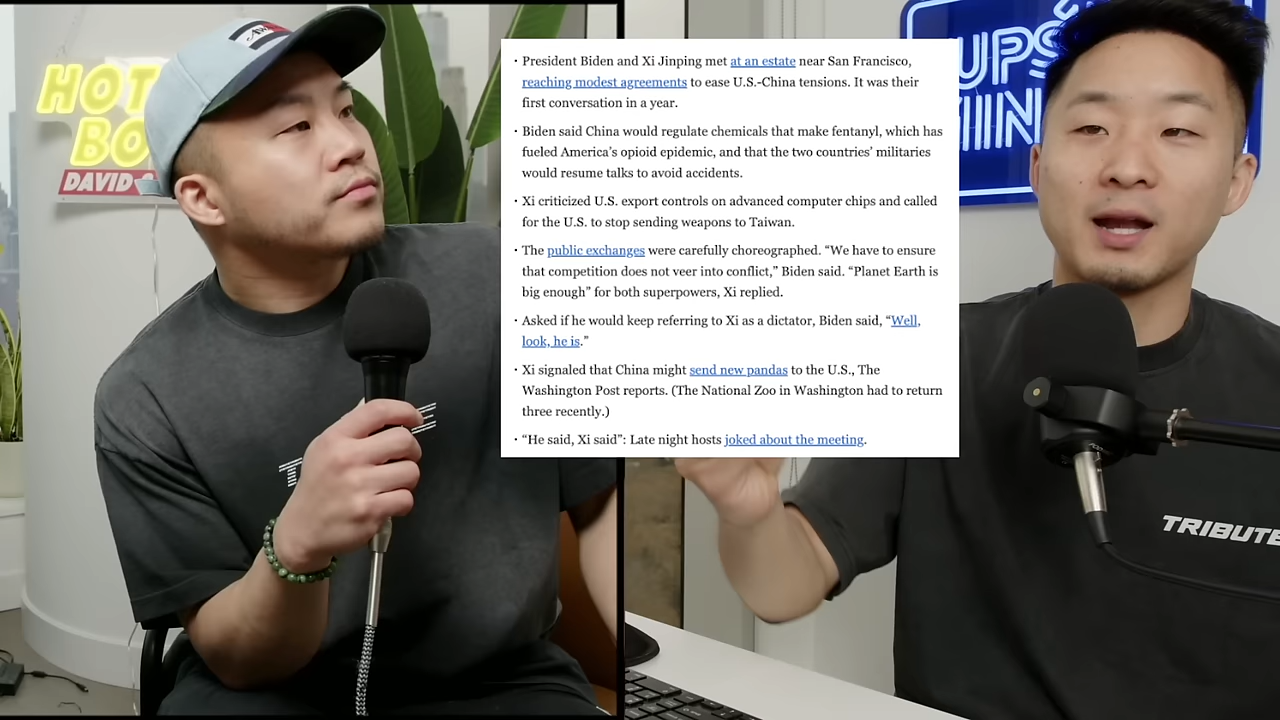 HOT
BO
DAVID
UPS
· President Biden and Xi Jinping met at an estate near San Francisco,
reaching modest agreements to ease U.S.-China tensions. It was their
first conversation in a year.
· Biden said China would regulate chemicals that make fentanyl, which has
fueled America’s opioid epidemic, and that the two countries’ militaries
would resume talks to avoid accidents.
· Xi criticized U.S. export controls on advanced computer chips and called
for the U.S. to stop sending weapons to Taiwan.
· The public exchanges were carefully choreographed. “We have to ensure
that competition does not veer into conflict,” Biden said. “Planet Earth is
big enough” for both superpowers, Xi replied.
· Asked if he would keep referring to Xi as a dictator, Biden said, “Well,
look, he is.”
· Xi signaled that China might send new pandas to the U.S., The
Washington Post reports. (The National Zoo in Washington had to return
three recently.)
· “He said, Xi said”: Late night hosts joked about the meeting.
TRIBUTE